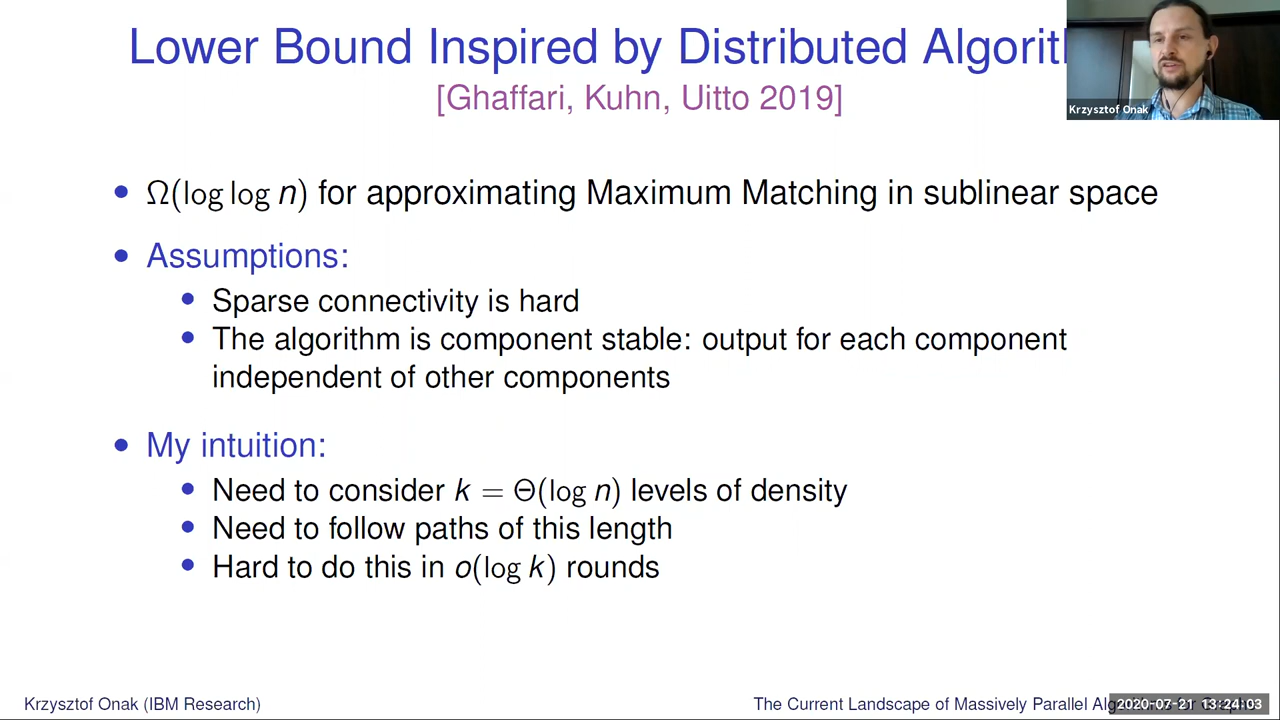 Lower Bound Inspired by Distributed
[Ghaffari, Kuhn, Uitto 2019]
Krzysztof Onak
• Ω(log log n) for approximating Maximum Matching in sublinear space
• Assumptions:
• Sparse connectivity is hard
• The algorithm is component stable: output for each component
independent of other components
• My intuition:
• Need to consider k = Θ(log n) levels of density
• Need to follow paths of this length
• Hard to do this in o(log k) rounds
Krzysztof Onak (IBM Research)
The Current Landscape of Massively Parallel
2020-07-21 13:24:03